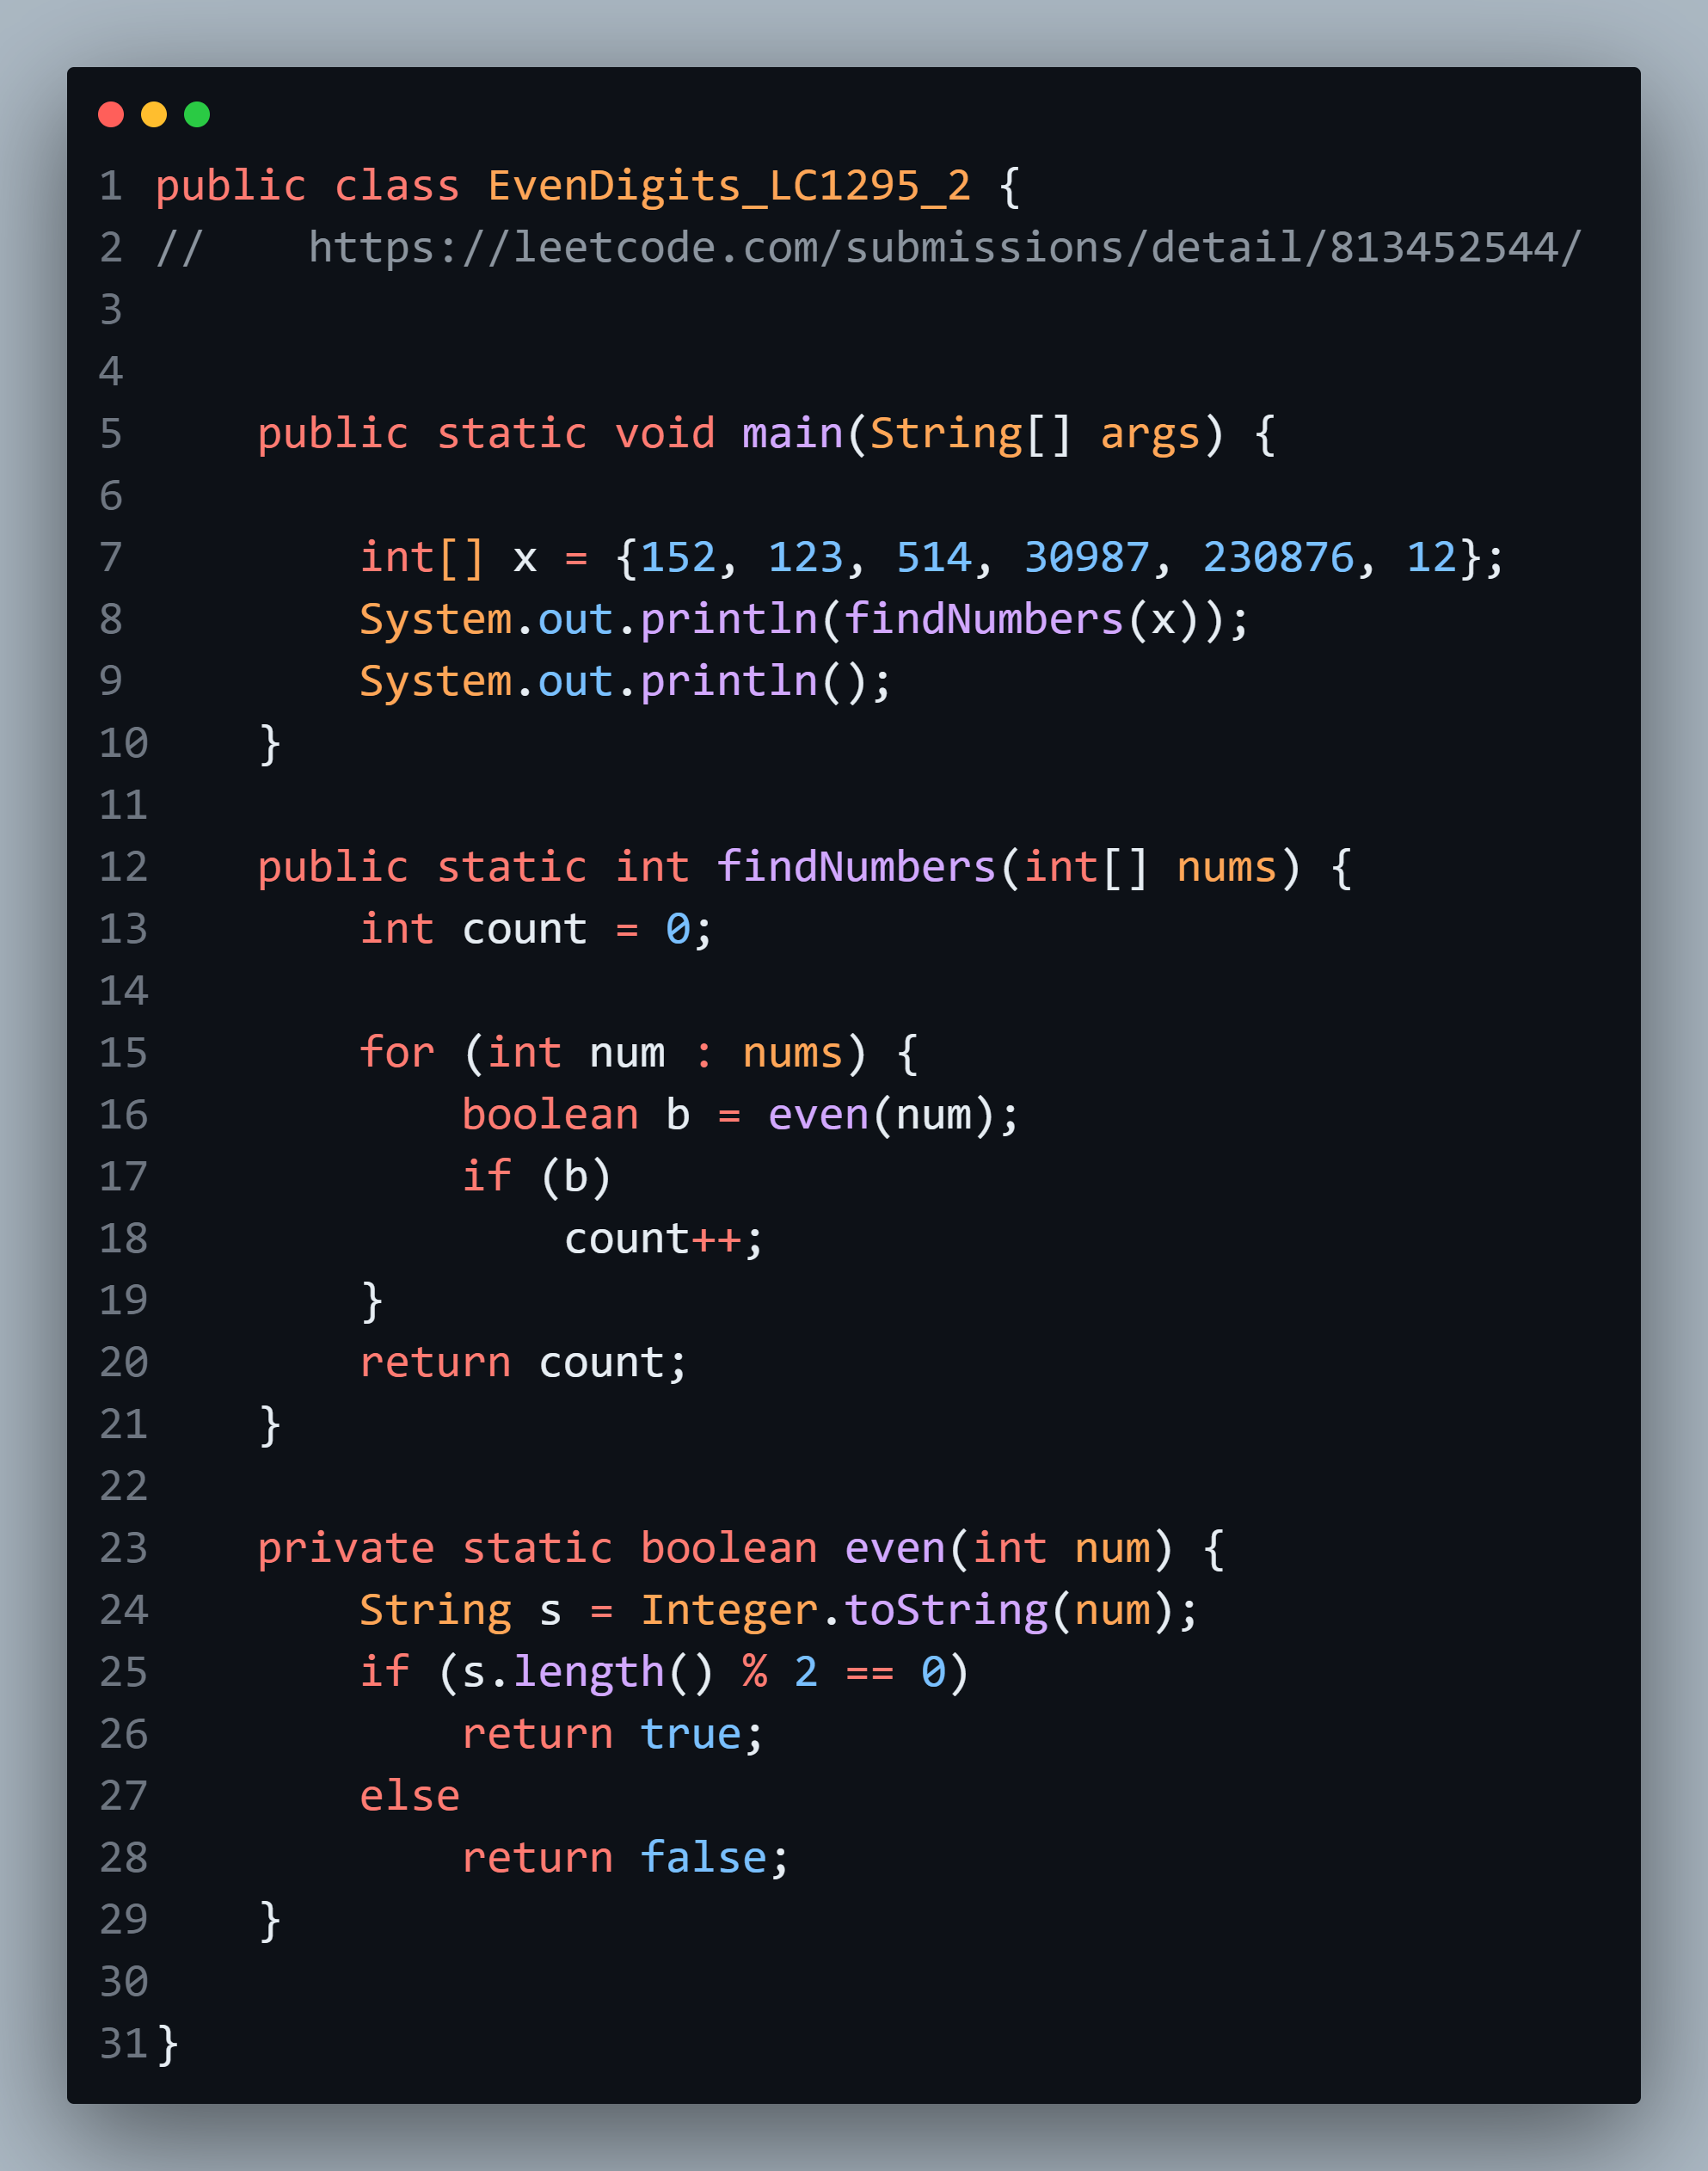 1 public class EvenDigits_LC1295_2 {
2 //    https://leetcode.com/submissions/detail/813452544/
3
4
5     public static void main(String[] args) {
6
7         int[] x = {152, 123, 514, 30987, 230876, 12};
8         System.out.println(findNumbers(x));
9         System.out.println();
10     }
11
12     public static int findNumbers(int[] nums) {
13         int count = 0;
14
15         for (int num : nums) {
16             boolean b = even(num);
17             if (b)
18                 count++;
19         }
20         return count;
21     }
22
23     private static boolean even(int num) {
24         String s = Integer.toString(num);
25         if (s.length() % 2 == 0)
26             return true;
27         else
28             return false;
29     }
30
31 }